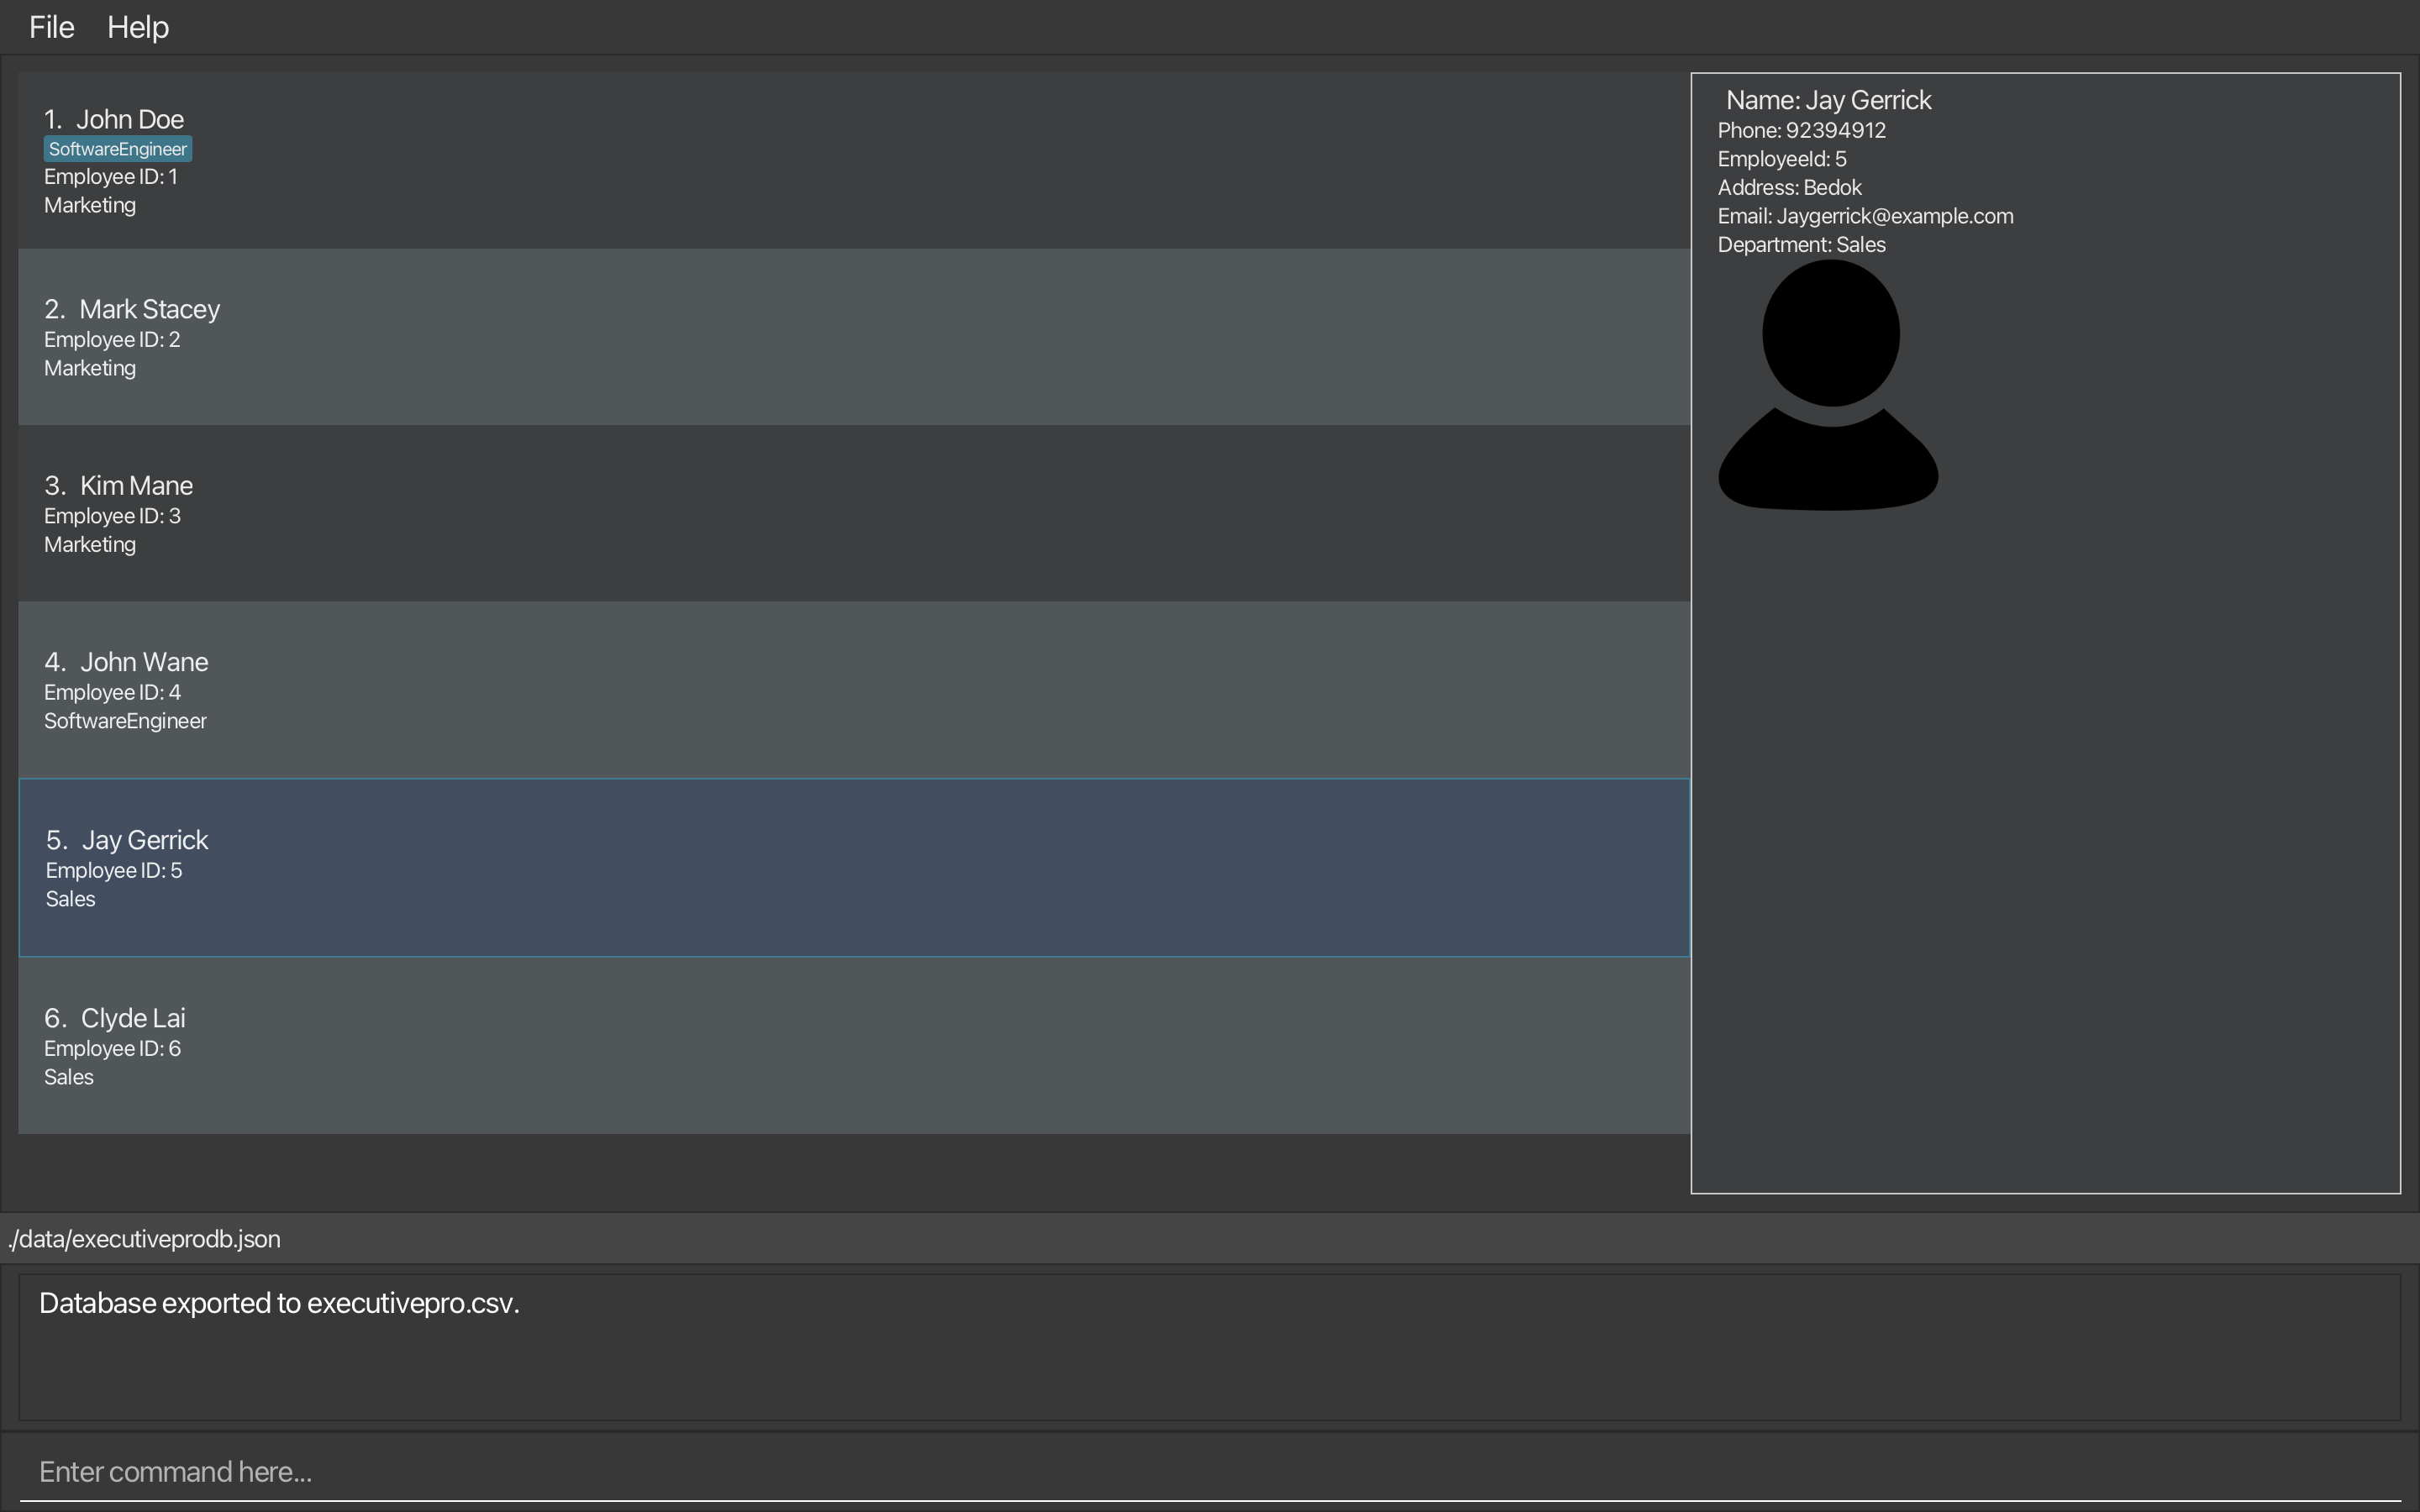 File Help
1. John Doe
SoftwareEngineer
Employee ID: 1
Marketing
2. Mark Stacey
Employee ID: 2
Marketing
3. Kim Mane
Employee ID: 3
Marketing
4. John Wane
Employee ID: 4
SoftwareEngineer
5. Jay Gerrick
Employee ID: 5
Sales
6. Clyde Lai
Employee ID: 6
Sales
Name: Jay Gerrick
Phone: 92394912
EmployeeId: 5
Address: Bedok
Email: Jaygerrick@example.com
Department: Sales
./data/executiveprodb.json
Database exported to executivepro.csv.
Enter command here...